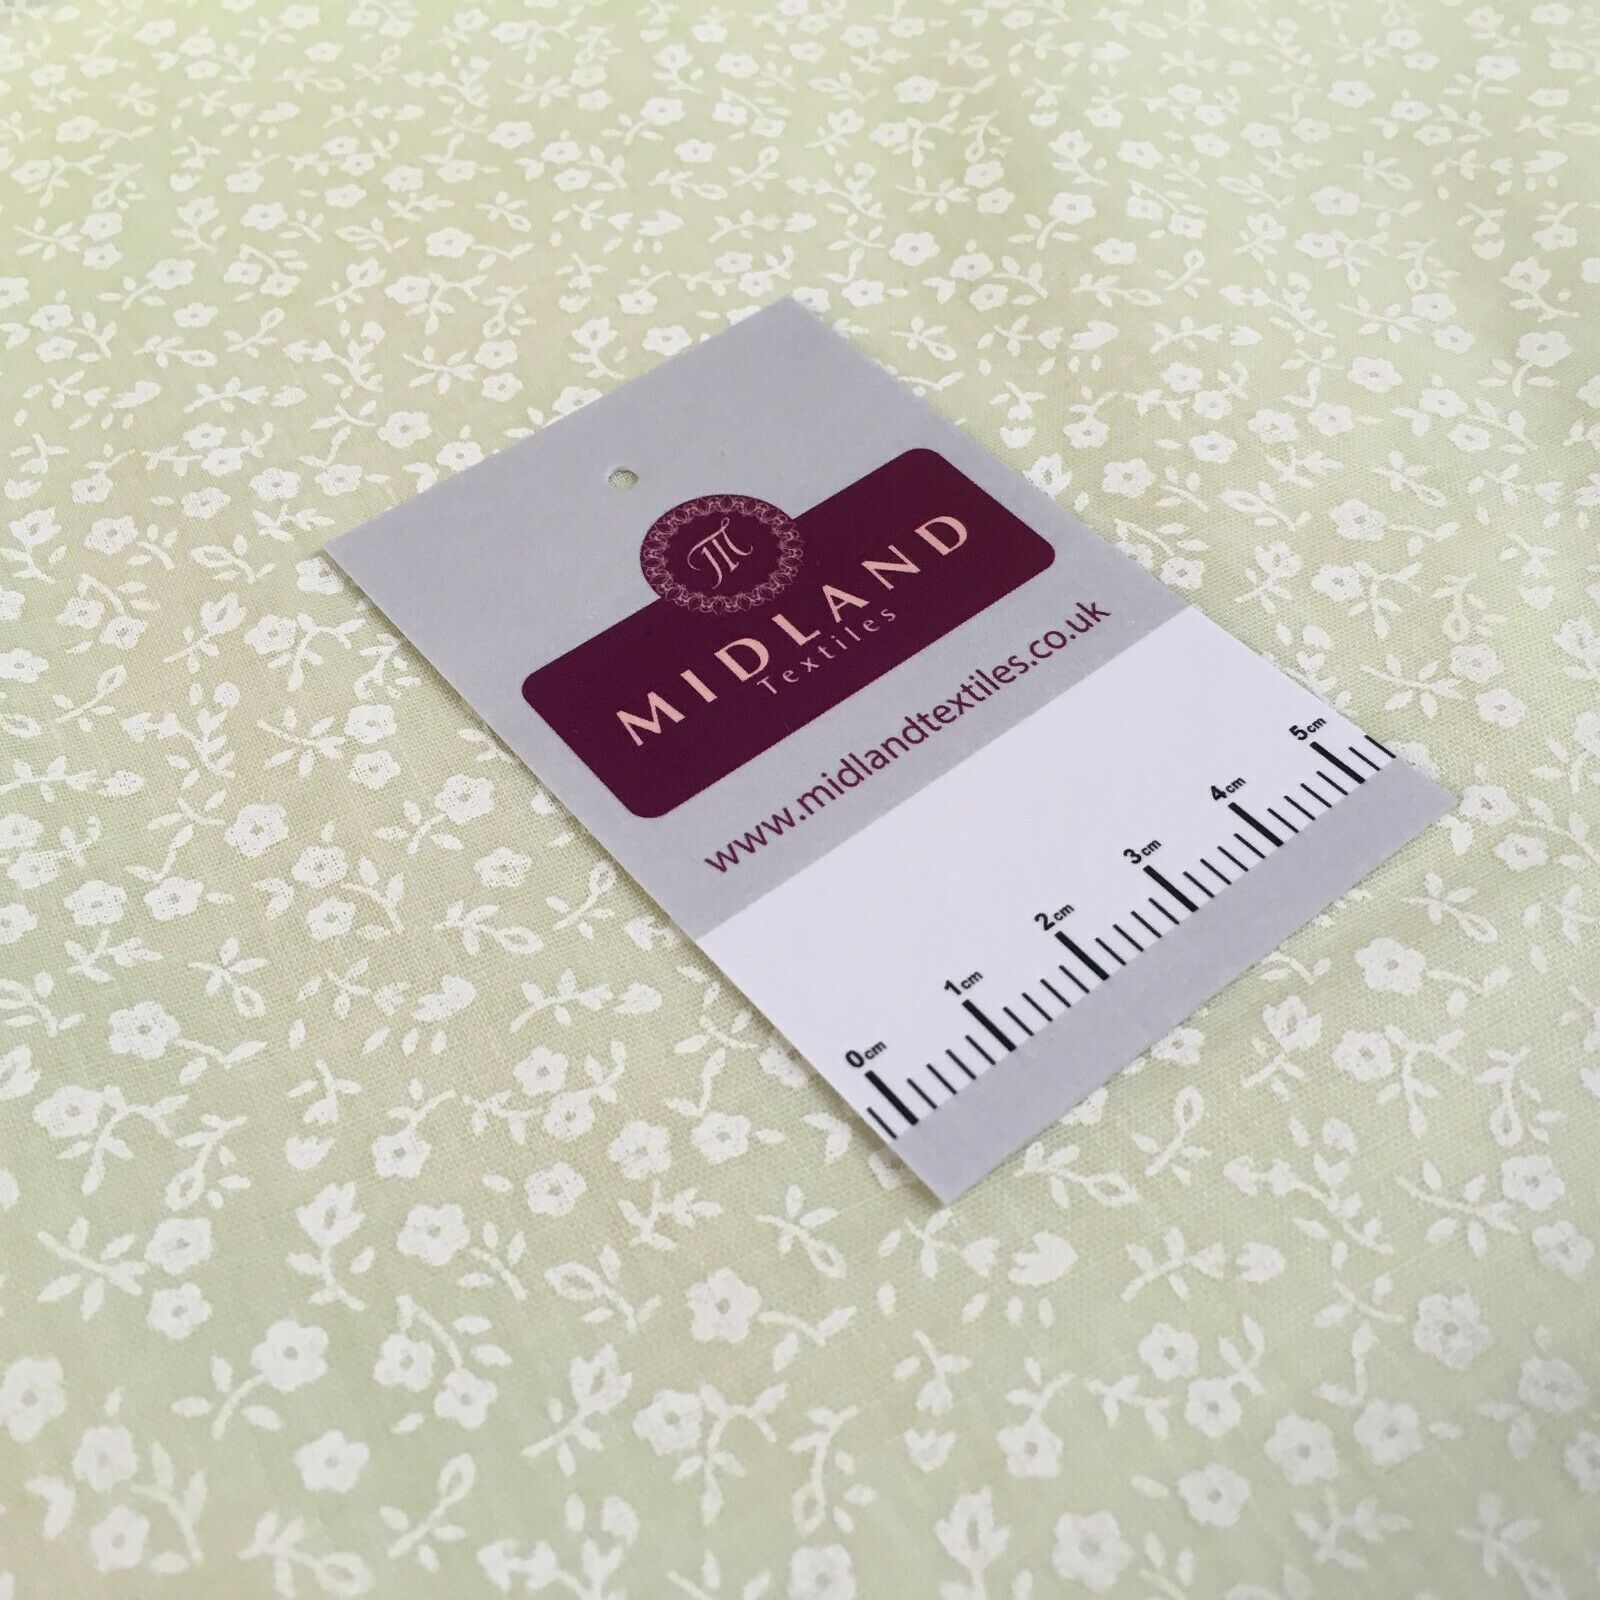 MIDLAND
Textiles
www.midlandtextiles.co.uk
0cm 1cm 2cm 3cm 4cm 5cm